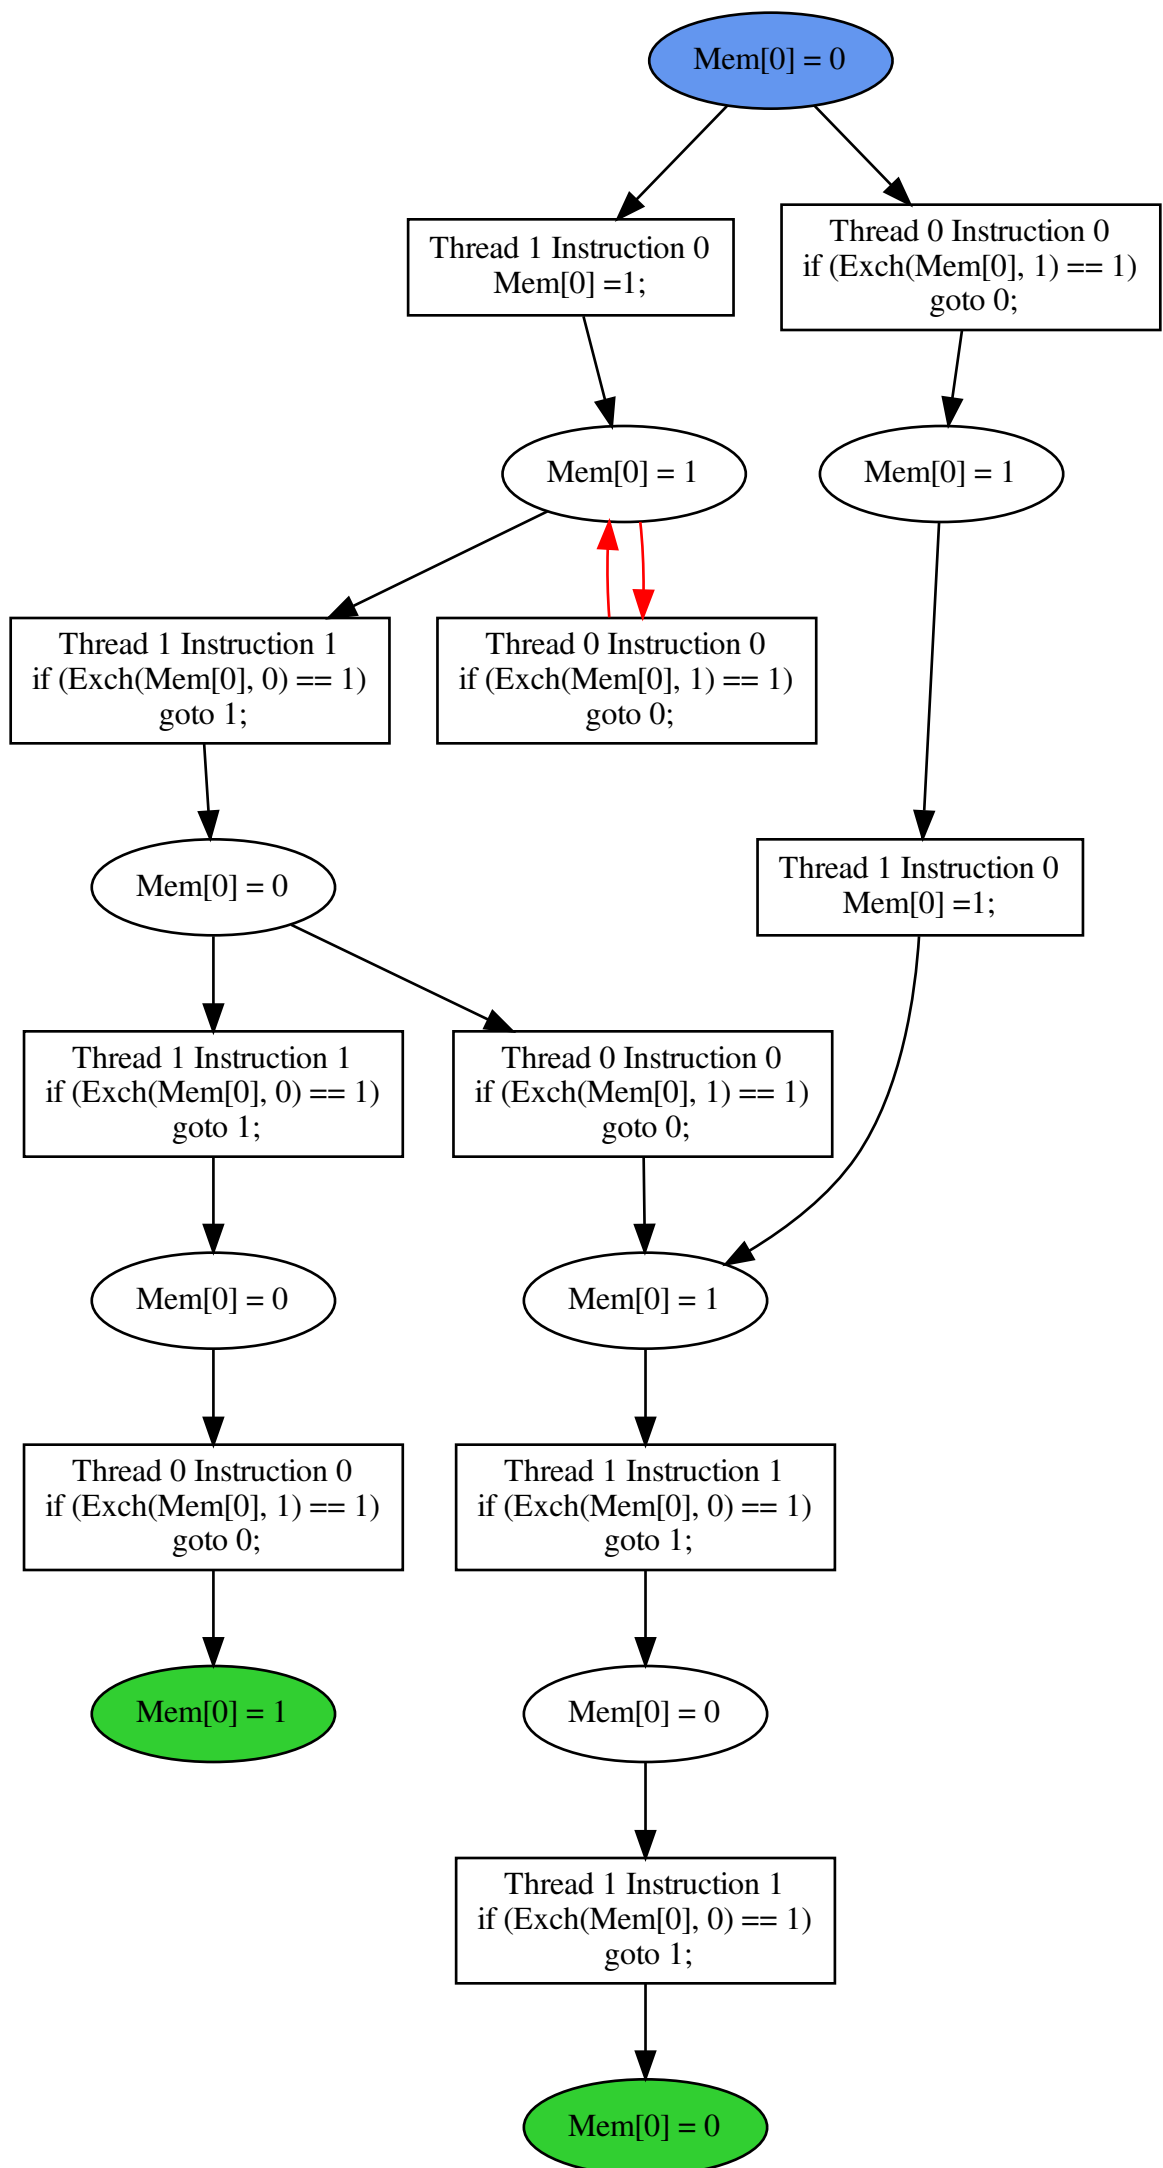 Mem[0] = 0
Thread 1 Instruction 0
Mem[0] =1;
Thread 0 Instruction 0
if (Exch(Mem[0], 1) == 1)
goto 0;
Mem[0] = 1
Mem[0] = 1
Thread 1 Instruction 1
if (Exch(Mem[0], 0) == 1)
goto 1;
Thread 0 Instruction 0
if (Exch(Mem[0], 1) == 1)
goto 0;
Mem[0] = 0
Thread 1 Instruction 0
Mem[0] =1;
Thread 1 Instruction 1
if (Exch(Mem[0], 0) == 1)
goto 1;
Thread 0 Instruction 0
if (Exch(Mem[0], 1) == 1)
goto 0;
Mem[0] = 0
Mem[0] = 1
Thread 0 Instruction 0
if (Exch(Mem[0], 1) == 1)
goto 0;
Thread 1 Instruction 1
if (Exch(Mem[0], 0) == 1)
goto 1;
Mem[0] = 1
Mem[0] = 0
Thread 1 Instruction 1
if (Exch(Mem[0], 0) == 1)
goto 1;
Mem[0] = 0